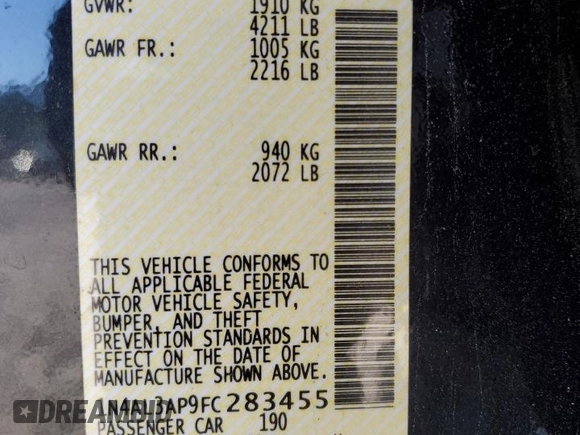 GVWR: 1910 KG
4211 LB
GAWR FR.: 1005 KG
2216 LB
GAWR RR.: 940 KG
2072 LB
THIS VEHICLE CONFORMS TO
ALL APPLICABLE FEDERAL
MOTOR VEHICLE SAFETY,
BUMPER, AND THEFT
PREVENTION STANDARDS IN
EFFECT ON THE DATE OF
MANUFACTURE SHOWN ABOVE.
1N4AL3AP9FC283455
PASSENGER CAR 190